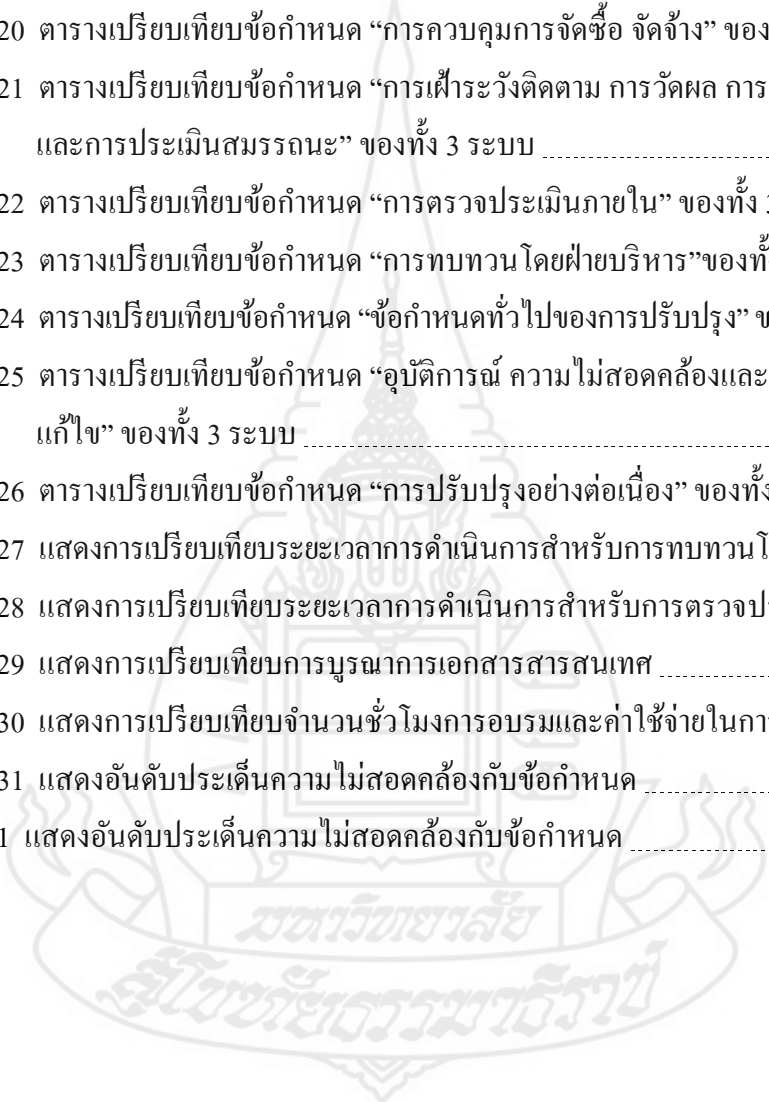 20 ตารางเปรียบเทียบข้อกำหนด “การควบคุมการจัดซื้อ จัดจ้าง” ของ
21 ตารางเปรียบเทียบข้อกำหนด “การเฝ้าระวังติดตาม การวัดผล การ
และการประเมินสมรรถนะ” ของทั้ง 3 ระบบ
22 ตารางเปรียบเทียบข้อกำหนด “การตรวจประเมินภายใน” ของทั้ง 3
23 ตารางเปรียบเทียบข้อกำหนด “การทบทวนโดยฝ่ายบริหาร”ของทั้
24 ตารางเปรียบเทียบข้อกำหนด “ข้อกำหนดทั่วไปของการปรับปรุง” ข
25 ตารางเปรียบเทียบข้อกำหนด “อุบัติการณ์ ความไม่สอดคล้องและ
แก้ไข” ของทั้ง 3 ระบบ
26 ตารางเปรียบเทียบข้อกำหนด “การปรับปรุงอย่างต่อเนื่อง” ของทั้ง
27 แสดงการเปรียบเทียบระยะเวลาการดำเนินการสำหรับการทบทวนโ
28 แสดงการเปรียบเทียบระยะเวลาการดำเนินการสำหรับการตรวจป
29 แสดงการเปรียบเทียบการบูรณาการเอกสารสารสนเทศ
30 แสดงการเปรียบเทียบจำนวนชั่วโมงการอบรมและค่าใช้จ่ายในกา
31 แสดงอันดับประเด็นความไม่สอดคล้องกับข้อกำหนด
1 แสดงอันดับประเด็นความไม่สอดคล้องกับข้อกำหนด
มหาวิทยาลัย
สุโขทัยธรรมาธิราช